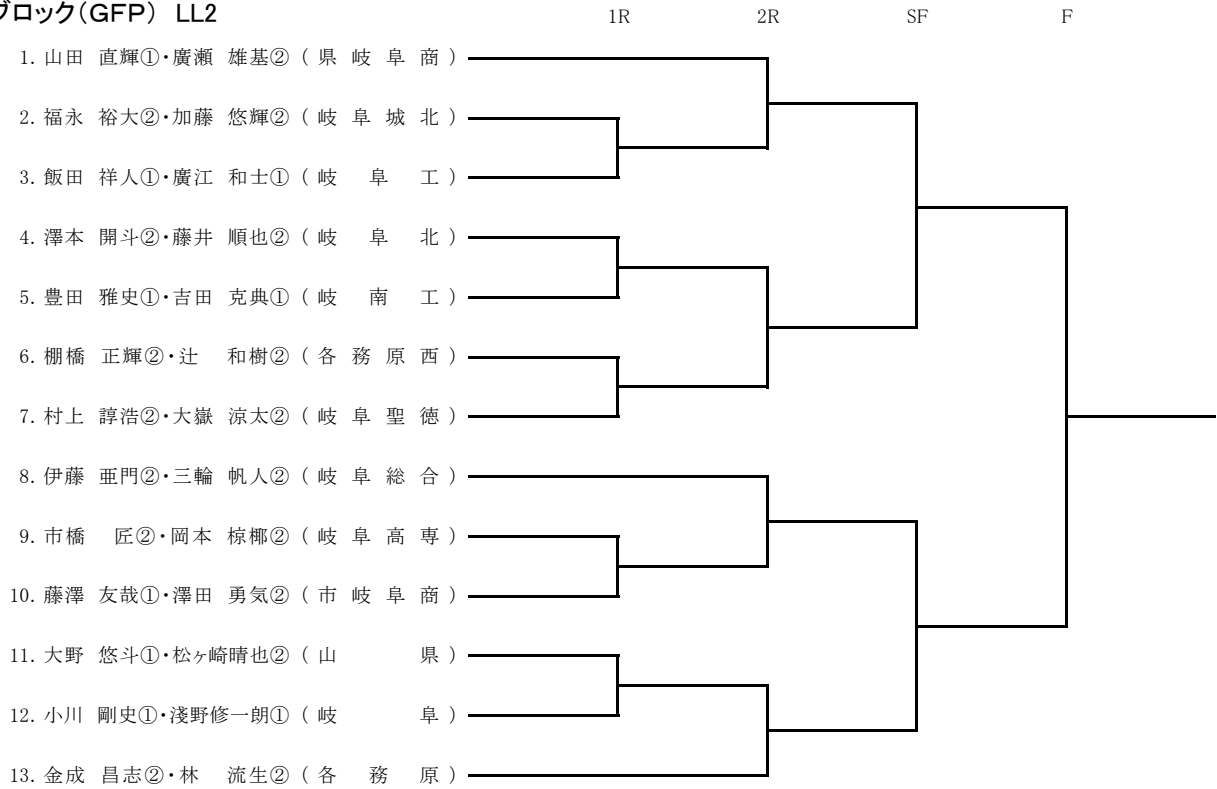 ブロック(GFP) LL2
1R 2R SF F
1. 山田 直輝①・廣瀬 雄基② ( 県 岐 阜 商 )
2. 福永 裕大②・加藤 悠輝② ( 岐 阜 城 北 )
3. 飯田 祥人①・廣江 和士① ( 岐 阜 工 )
4. 澤本 開斗②・藤井 順也② ( 岐 阜 北 )
5. 豊田 雅史①・吉田 克典① ( 岐 南 工 )
6. 棚橋 正輝②・辻 和樹② ( 各 務 原 西 )
7. 村上 諄浩②・大嶽 涼太② ( 岐 阜 聖 徳 )
8. 伊藤 亜門②・三輪 帆人② ( 岐 阜 総 合 )
9. 市橋 匠②・岡本 椋椰② ( 岐 阜 高 専 )
10. 藤澤 友哉①・澤田 勇気② ( 市 岐 阜 商 )
11. 大野 悠斗①・松ヶ崎晴也② ( 山 県 )
12. 小川 剛史①・淺野修一朗① ( 岐 阜 )
13. 金成 昌志②・林 流生② ( 各 務 原 )